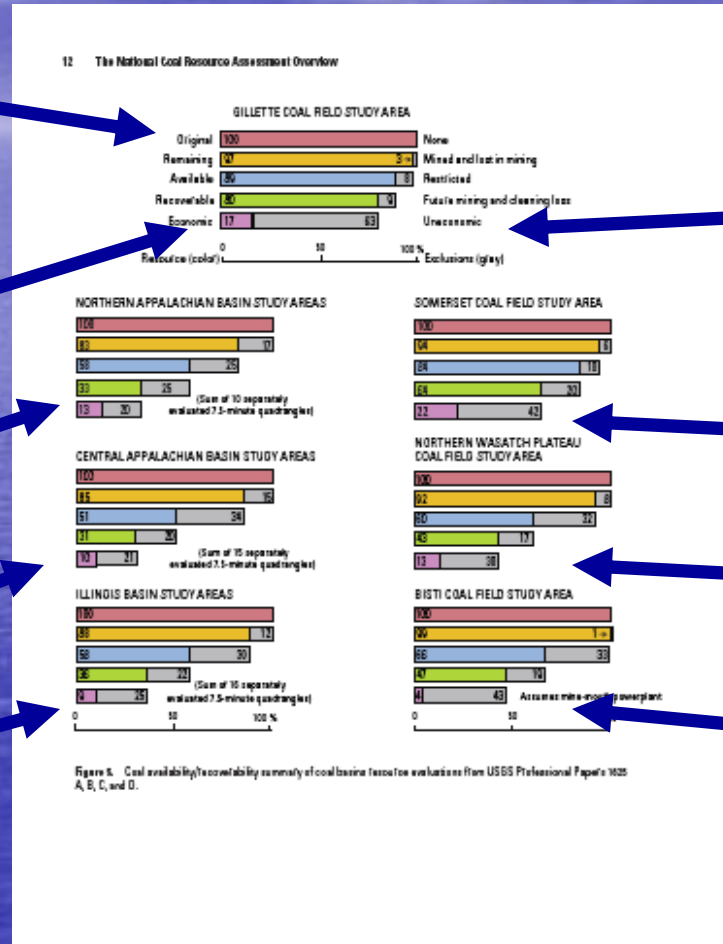 12 The National Coal Resource Assessment Overview
GILLETTE COAL FIELD STUDY AREA
Original 100 None
Remaining 97 3 Mined and lost in mining
Available 89 8 Restricted
Recoverable 80 9 Future mining and cleaning loss
Economic 17 63 Uneconomic
0 50 100 %
Resource (color) Exclusions (gray)
NORTHERN APPALACHIAN BASIN STUDY AREAS
100
83 17
58 25
33 25
13 20
(Sum of 10 separately
evaluated 7.5-minute quadrangles)
SOMERSET COAL FIELD STUDY AREA
100
94 6
84 10
64 20
22 42
CENTRAL APPALACHIAN BASIN STUDY AREAS
100
85 15
51 34
31 20
10 21
(Sum of 15 separately
evaluated 7.5-minute quadrangles)
NORTHERN WASATCH PLATEAU
COAL FIELD STUDY AREA
100
92 8
60 32
43 17
13 30
ILLINOIS BASIN STUDY AREAS
100
88 12
58 30
36 22
9 25
(Sum of 16 separately
evaluated 7.5-minute quadrangles)
0 50 100 %
BISTI COAL FIELD STUDY AREA
100
99 1
66 33
47 19
4 43 Assumes mine-mouth powerplant
0 50
Figure 5. Coal availability/recoverability summary of coal basins resource evaluations from USGS Professional Papers 1625
A, B, C, and D.